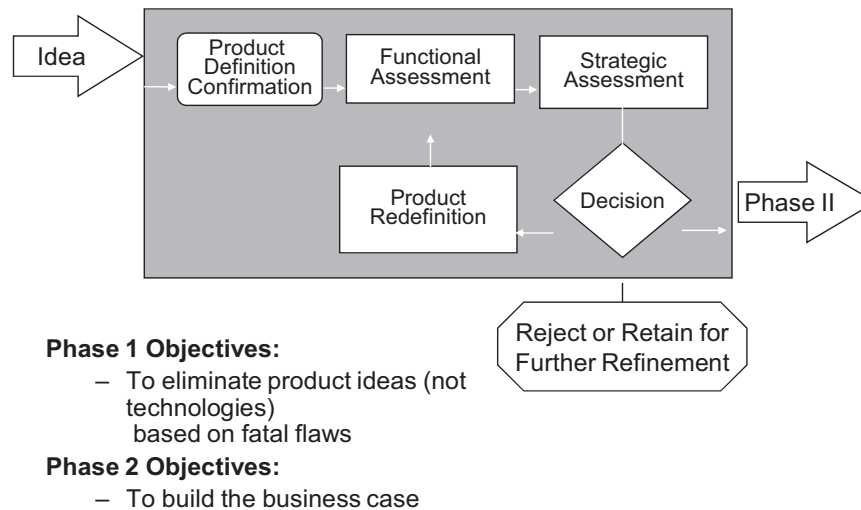 Idea
Product
Definition
Confirmation
Functional
Assessment
Strategic
Assessment
Product
Redefinition
Decision
Phase II
Reject or Retain for
Further Refinement
Phase 1 Objectives:
– To eliminate product ideas (not
technologies)
based on fatal flaws
Phase 2 Objectives:
– To build the business case